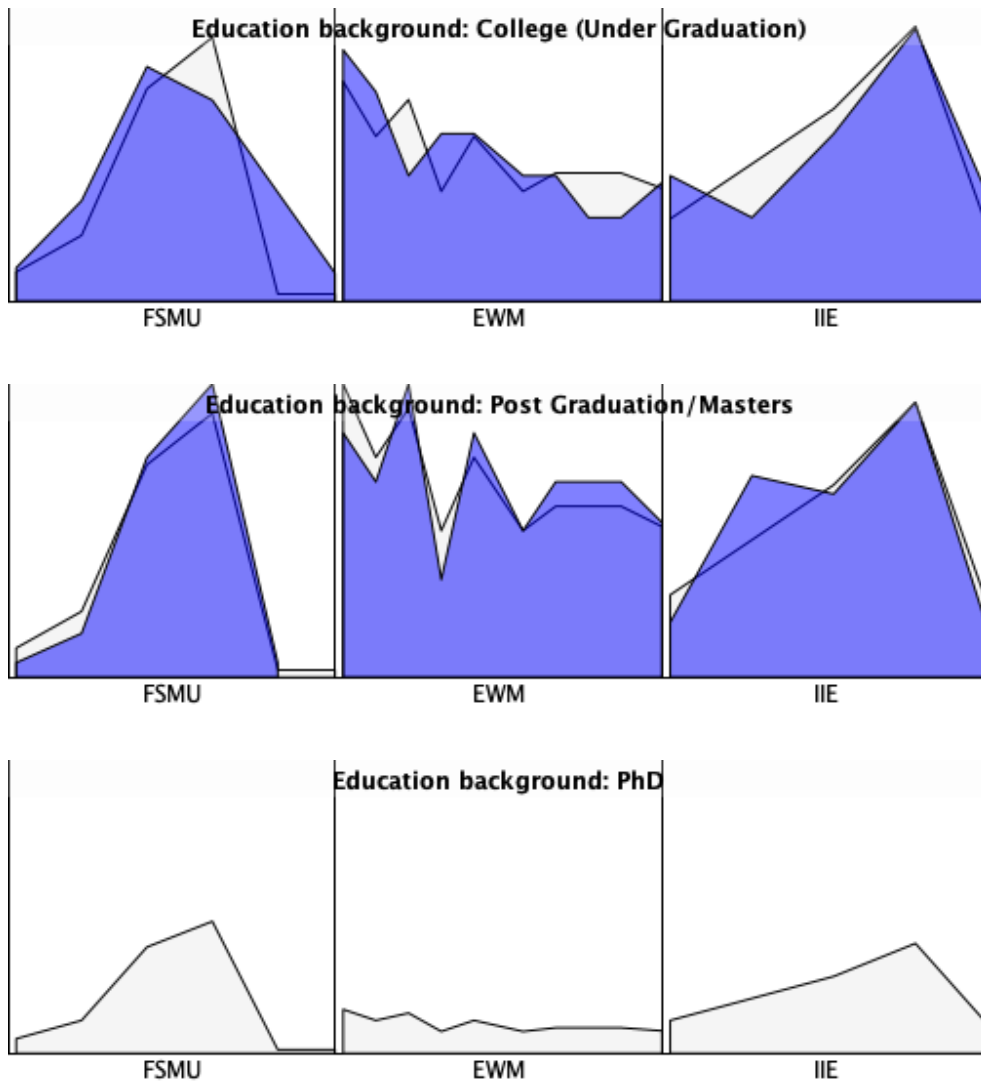 Education background: College (Under Graduation)
FSMU EWM IIE
Education background: Post Graduation/Masters
FSMU EWM IIE
Education background: PhD
FSMU EWM IIE